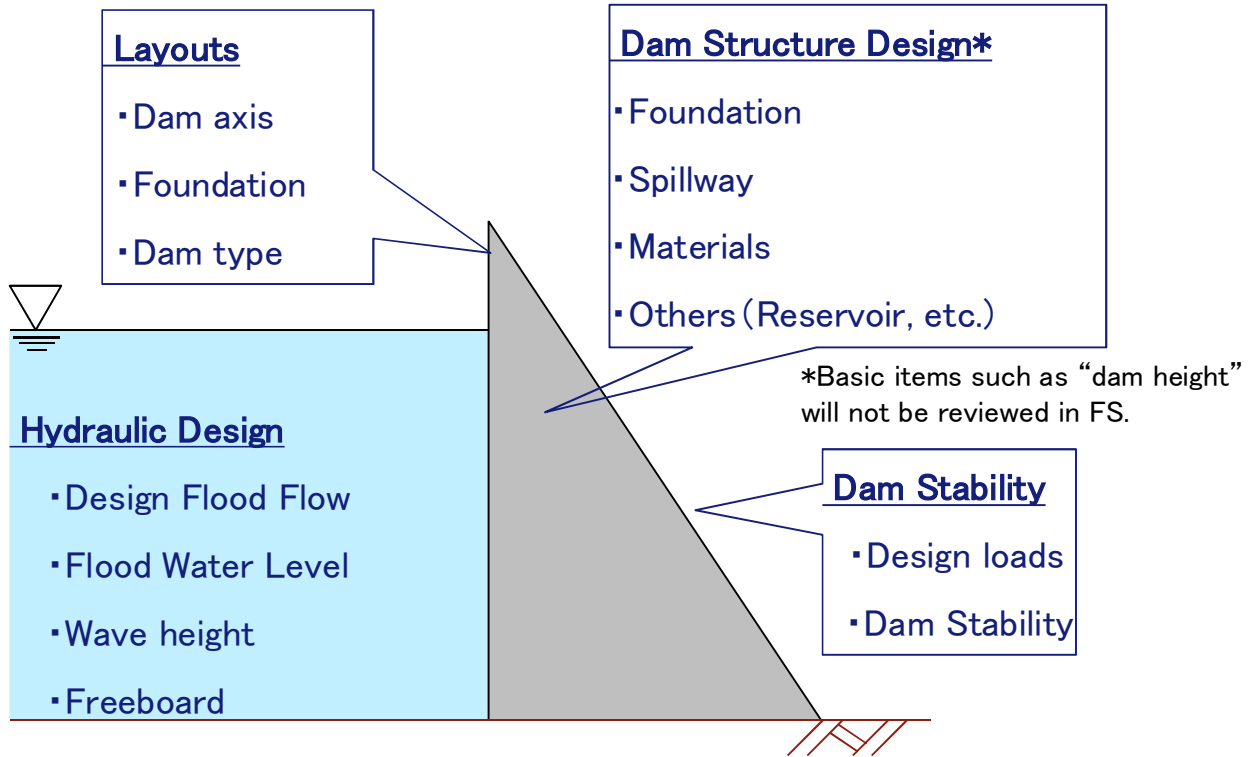 Layouts
・Dam axis
・Foundation
・Dam type
Dam Structure Design*
・Foundation
・Spillway
・Materials
・Others(Reservoir, etc.)
*Basic items such as “dam height”
will not be reviewed in FS.
Hydraulic Design
・Design Flood Flow
・Flood Water Level
・Wave height
・Freeboard
Dam Stability
・Design loads
・Dam Stability